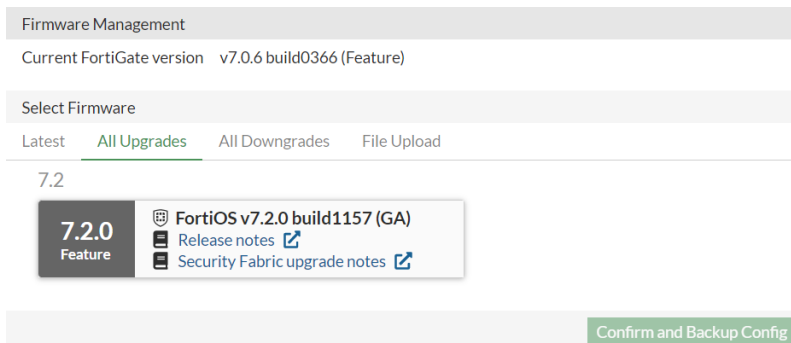 Firmware Management
Current FortiGate version v7.0.6 build0366 (Feature)
Select Firmware
Latest All Upgrades All Downgrades File Upload
7.2
7.2.0
Feature
FortiOS v7.2.0 build1157 (GA)
Release notes
Security Fabric upgrade notes
Confirm and Backup Config